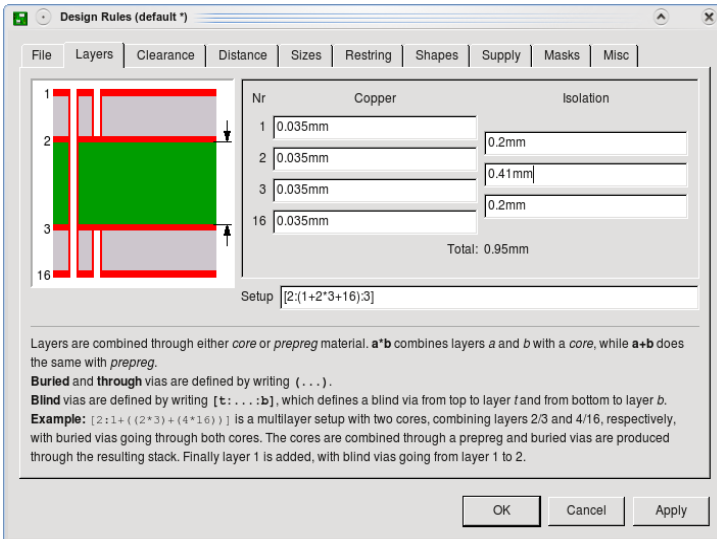 Design Rules (default *)
File Layers Clearance Distance Sizes Restring Shapes Supply Masks Misc
1
2
3
16
Nr Copper Isolation
1 0.035mm
0.2mm
2 0.035mm
0.41mm
3 0.035mm
0.2mm
16 0.035mm
Total: 0.95mm
Setup [2:(1+2*3+16):3]
Layers are combined through either core or prepreg material. a*b combines layers a and b with a core, while a+b does
the same with prepreg.
Buried and through vias are defined by writing (...).
Blind vias are defined by writing [t:...:b], which defines a blind via from top to layer t and from bottom to layer b.
Example: [2:1+((2*3)+(4*16))] is a multilayer setup with two cores, combining layers 2/3 and 4/16, respectively,
with buried vias going through both cores. The cores are combined through a prepreg and buried vias are produced
through the resulting stack. Finally layer 1 is added, with blind vias going from layer 1 to 2.
OK Cancel Apply